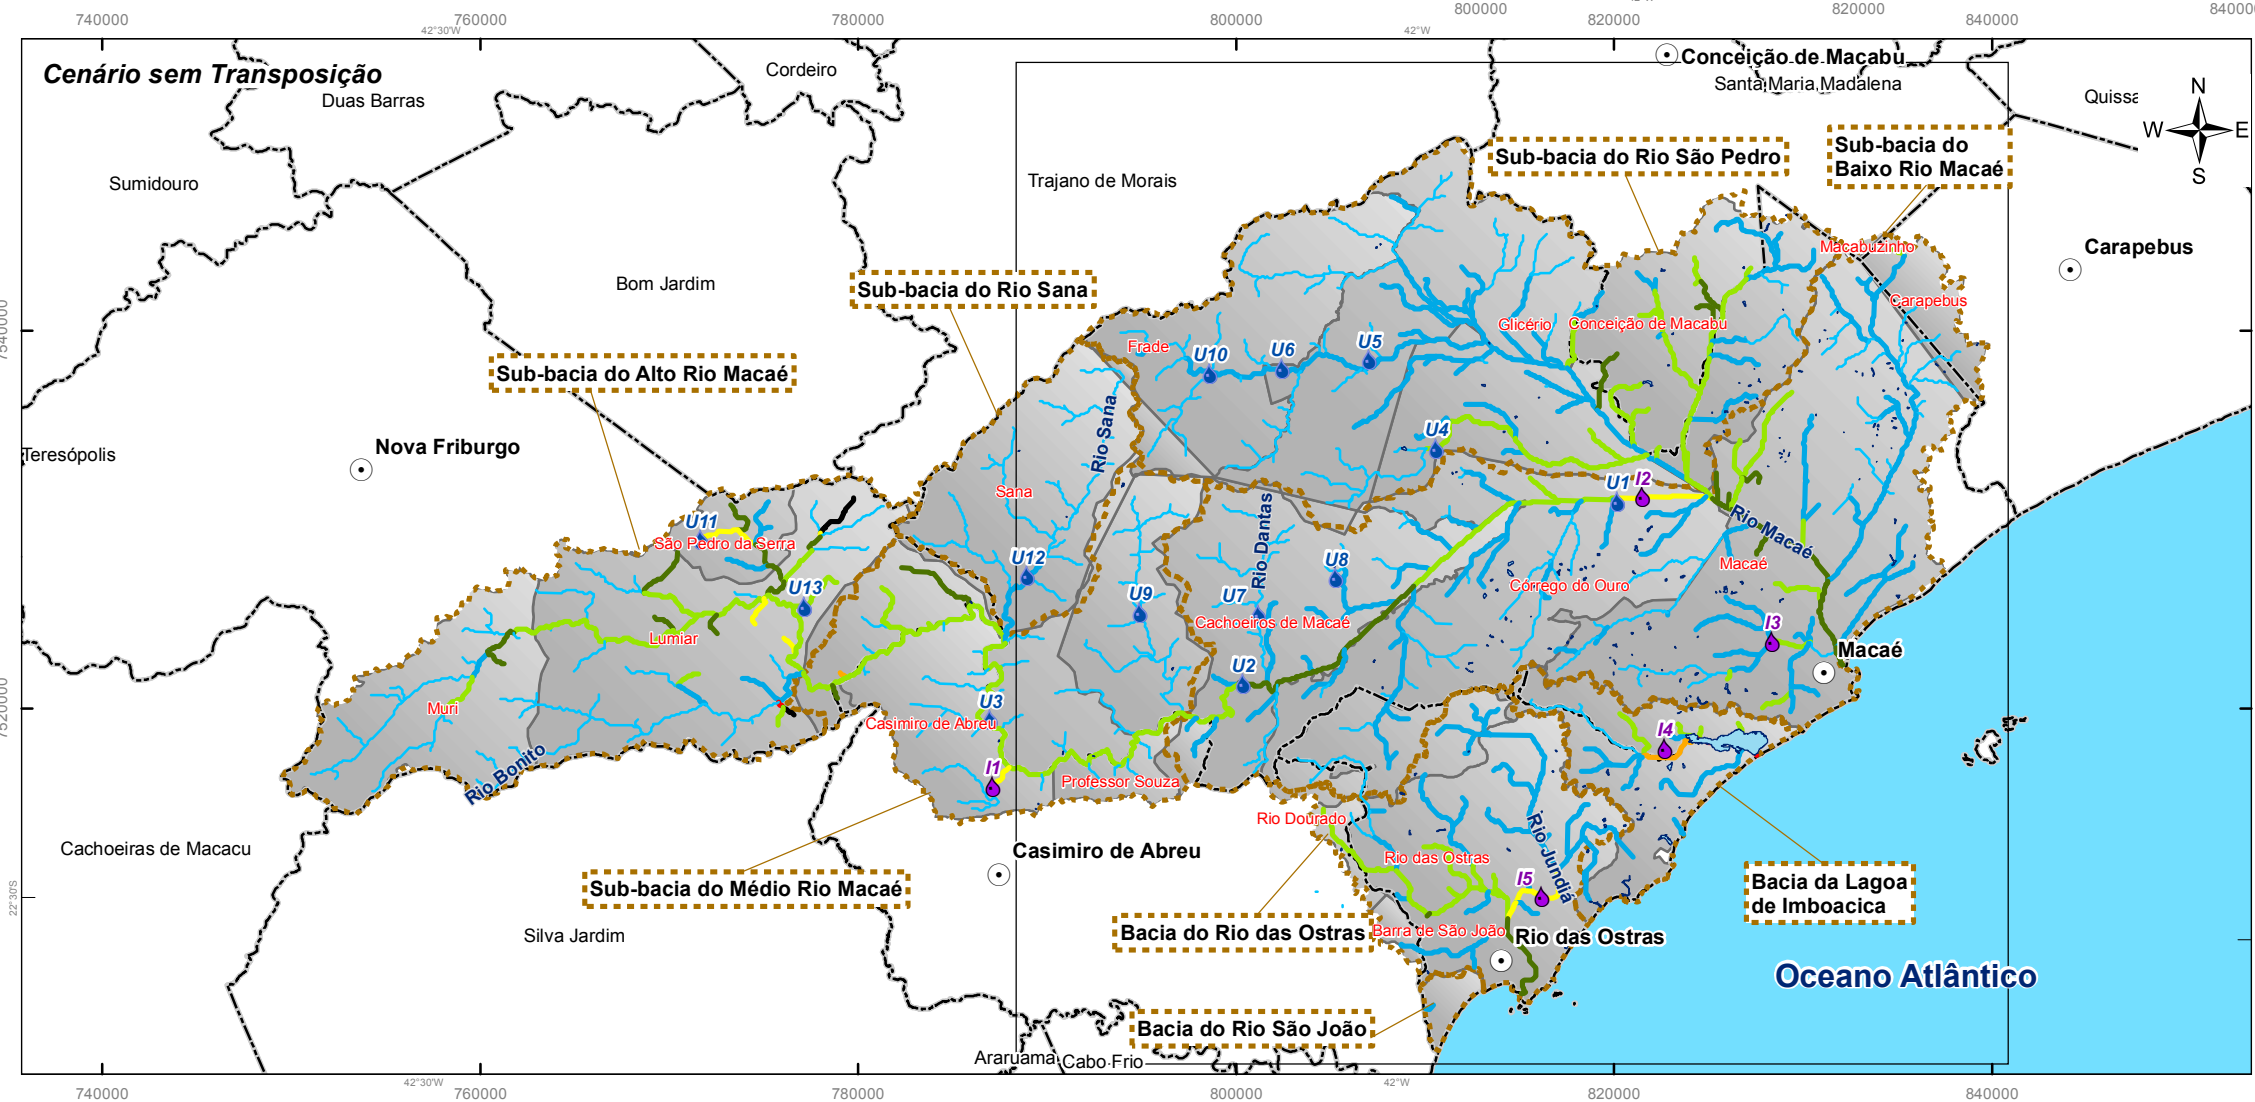 740000
760000
780000
800000
800000
820000
820000
840000
42°30'W
42°W
Cenário sem Transposição
Duas Barras
Cordeiro
Conceição de Macabu
Santa Maria Madalena
Quissa
N
W
E
S
Sumidouro
Trajano de Morais
Sub-bacia do Rio São Pedro
Sub-bacia do
Baixo Rio Macaé
Macabuzinho
Carapebus
Bom Jardim
Sub-bacia do Rio Sana
Carapebus
7540000
Frade
U10
U6
U5
Glicério
Conceição de Macabu
Sub-bacia do Alto Rio Macaé
Rio Sana
Nova Friburgo
Teresópolis
U4
Sana
U1
I2
Rio Dantas
Rio Macaé
U11
São Pedro da Serra
U12
U8
Macaé
U13
U9
U7
Córrego do Ouro
Cachoeiros de Macaé
Lumiar
I3
Macaé
U2
7520000
Muri
U3
Casimiro de Abreu
I4
Rio Bonito
I1
Professor Souza
Rio Dourado
Rio Jundiá
Cachoeiras de Macacu
Casimiro de Abreu
Rio das Ostras
Sub-bacia do Médio Rio Macaé
I5
Bacia da Lagoa
de Imboacica
22°30'S
Silva Jardim
Bacia do Rio das Ostras
Barra de São João
Rio das Ostras
Oceano Atlântico
Bacia do Rio São João
Araruama
Cabo Frio
740000
760000
780000
800000
820000
840000
42°30'W
42°W